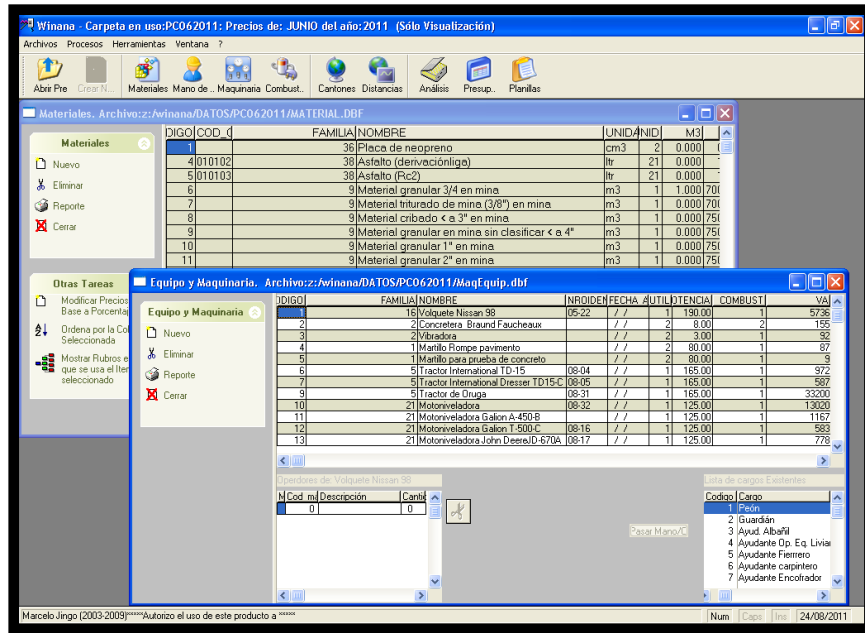 Winana - Carpeta en uso:PC062011: Precios de: JUNIO del año:2011 (Sólo Visualización)
Archivos Procesos Herramientas Ventana ?
Abrir Pre Crear N... Materiales Mano de .. Maquinaria Combust.. Cantones Distancias Análisis Presup.. Planillas
Materiales. Archivo:z:/winana/DATOS/PC062011/MATERIAL.DBF
Materiales
Nuevo
Eliminar
Reporte
Cerrar
Otras Tareas
Modificar Precios
Base a Porcentaj
Ordena por la Col
Seleccionada
Mostrar Rubros e
que se usa el Iter
seleccionado
DIGO COD_C FAMILIA NOMBRE UNIDA NID M3
1 36 Placa de neopreno cm3 2 0.000
4 010102 38 Asfalto (derivaciónliga) ltr 21 0.000
5 010103 38 Asfalto (Rc2) ltr 21 0.000
6 9 Material granular 3/4 en mina m3 1 1.000 700
7 9 Material triturado de mina (3/8") en mina m3 1 0.000 700
8 9 Material cribado < a 3" en mina m3 1 0.000 750
9 9 Material granular en mina sin clasificar < a 4" m3 1 0.000 750
10 9 Material granular 1" en mina m3 1 0.000 750
11 9 Material granular 2" en mina m3 1 0.000 750
Equipo y Maquinaria. Archivo:z:/winana/DATOS/PC062011/MaqEquip.dbf
Equipo y Maquinaria
Nuevo
Eliminar
Reporte
Cerrar
DIGO FAMILIA NOMBRE NROIDEN FECHA A UTIL OTENCIA COMBUST VA
1 16 Volquete Nissan 98 05-22 / / 1 190.00 1 5736
2 2 Concretera Braund Faucheaux / / 2 8.00 2 155
3 2 Vibradora / / 2 3.00 1 92
4 1 Martillo Rompe pavimento / / 2 80.00 1 87
5 1 Martillo para prueba de concreto / / 2 80.00 1 9
6 5 Tractor International TD-15 08-04 / / 1 165.00 1 972
7 5 Tractor International Dresser TD15-C 08-05 / / 1 165.00 1 587
9 5 Tractor de Oruga 08-31 / / 1 165.00 1 33200
10 21 Motoniveladora 08-32 / / 1 125.00 1 13020
11 21 Motoniveladora Galion A-450-B / / 1 125.00 1 1167
12 21 Motoniveladora Galion T-500-C 08-16 / / 1 125.00 1 583
13 21 Motoniveladora John DeereJD-670A 08-17 / / 1 125.00 1 778
Operdores de: Volquete Nissan 98
N Cod_m Descripción Cantid
0 0
Pasar Mano/O
Lista de cargos Existentes
Codigo Cargo
1 Peón
2 Guardián
3 Ayud. Albañil
4 Ayudante Op. Eq. Livia
5 Ayudante Fierrrero
6 Ayudante carpintero
7 Ayudante Encofrador
Marcelo Jingo (2003-2009)*****Autorizo el uso de este producto a *****
Num Caps Ins 24/08/2011